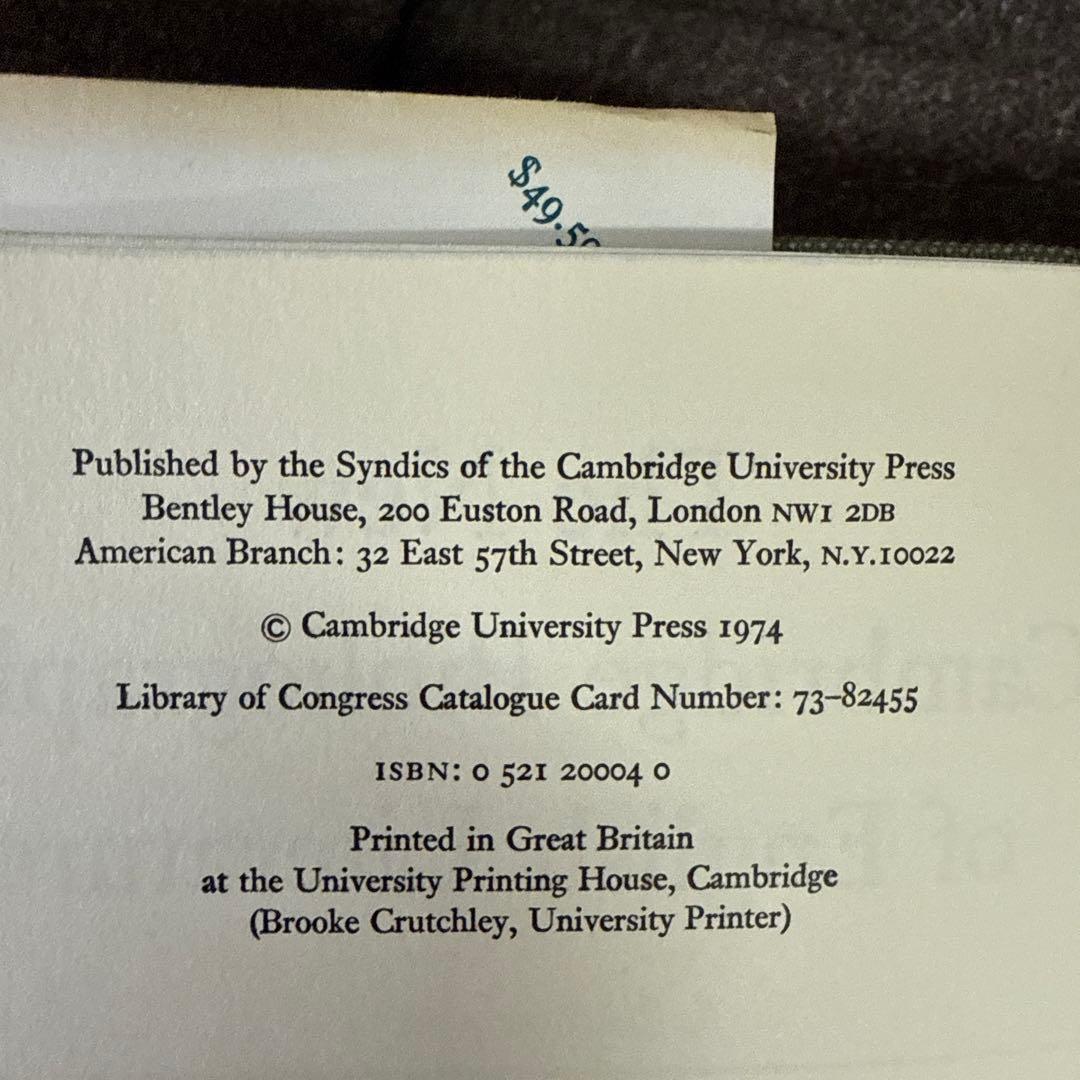 $49.50
Published by the Syndics of the Cambridge University Press
Bentley House, 200 Euston Road, London NW1 2DB
American Branch: 32 East 57th Street, New York, N.Y.10022
© Cambridge University Press 1974
Library of Congress Catalogue Card Number: 73–82455
ISBN: 0 521 20004 0
Printed in Great Britain
at the University Printing House, Cambridge
(Brooke Crutchley, University Printer)